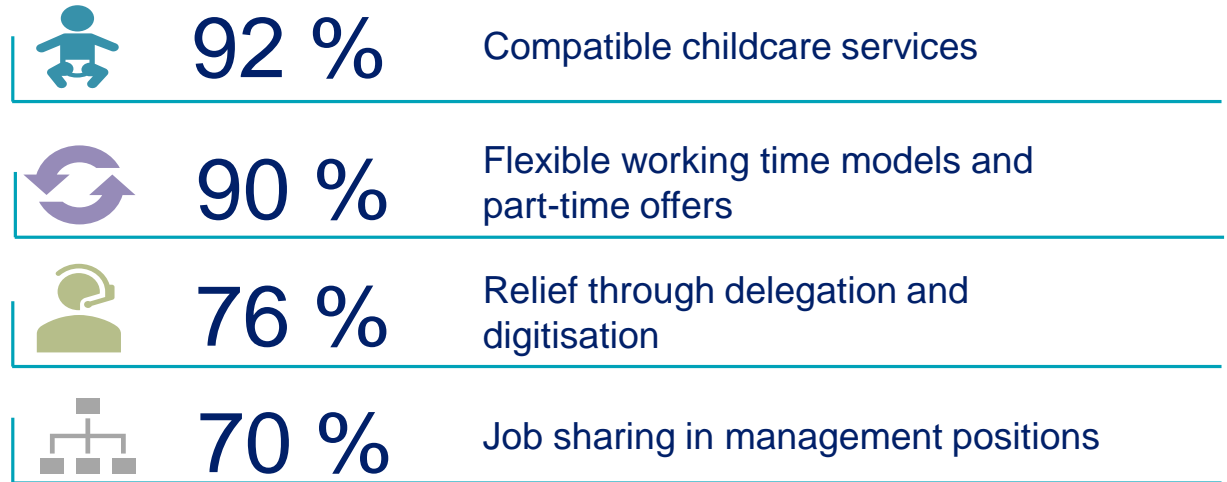 92 %
Compatible childcare services
90 %
Flexible working time models and
part-time offers
76 %
Relief through delegation and
digitisation
70 %
Job sharing in management positions